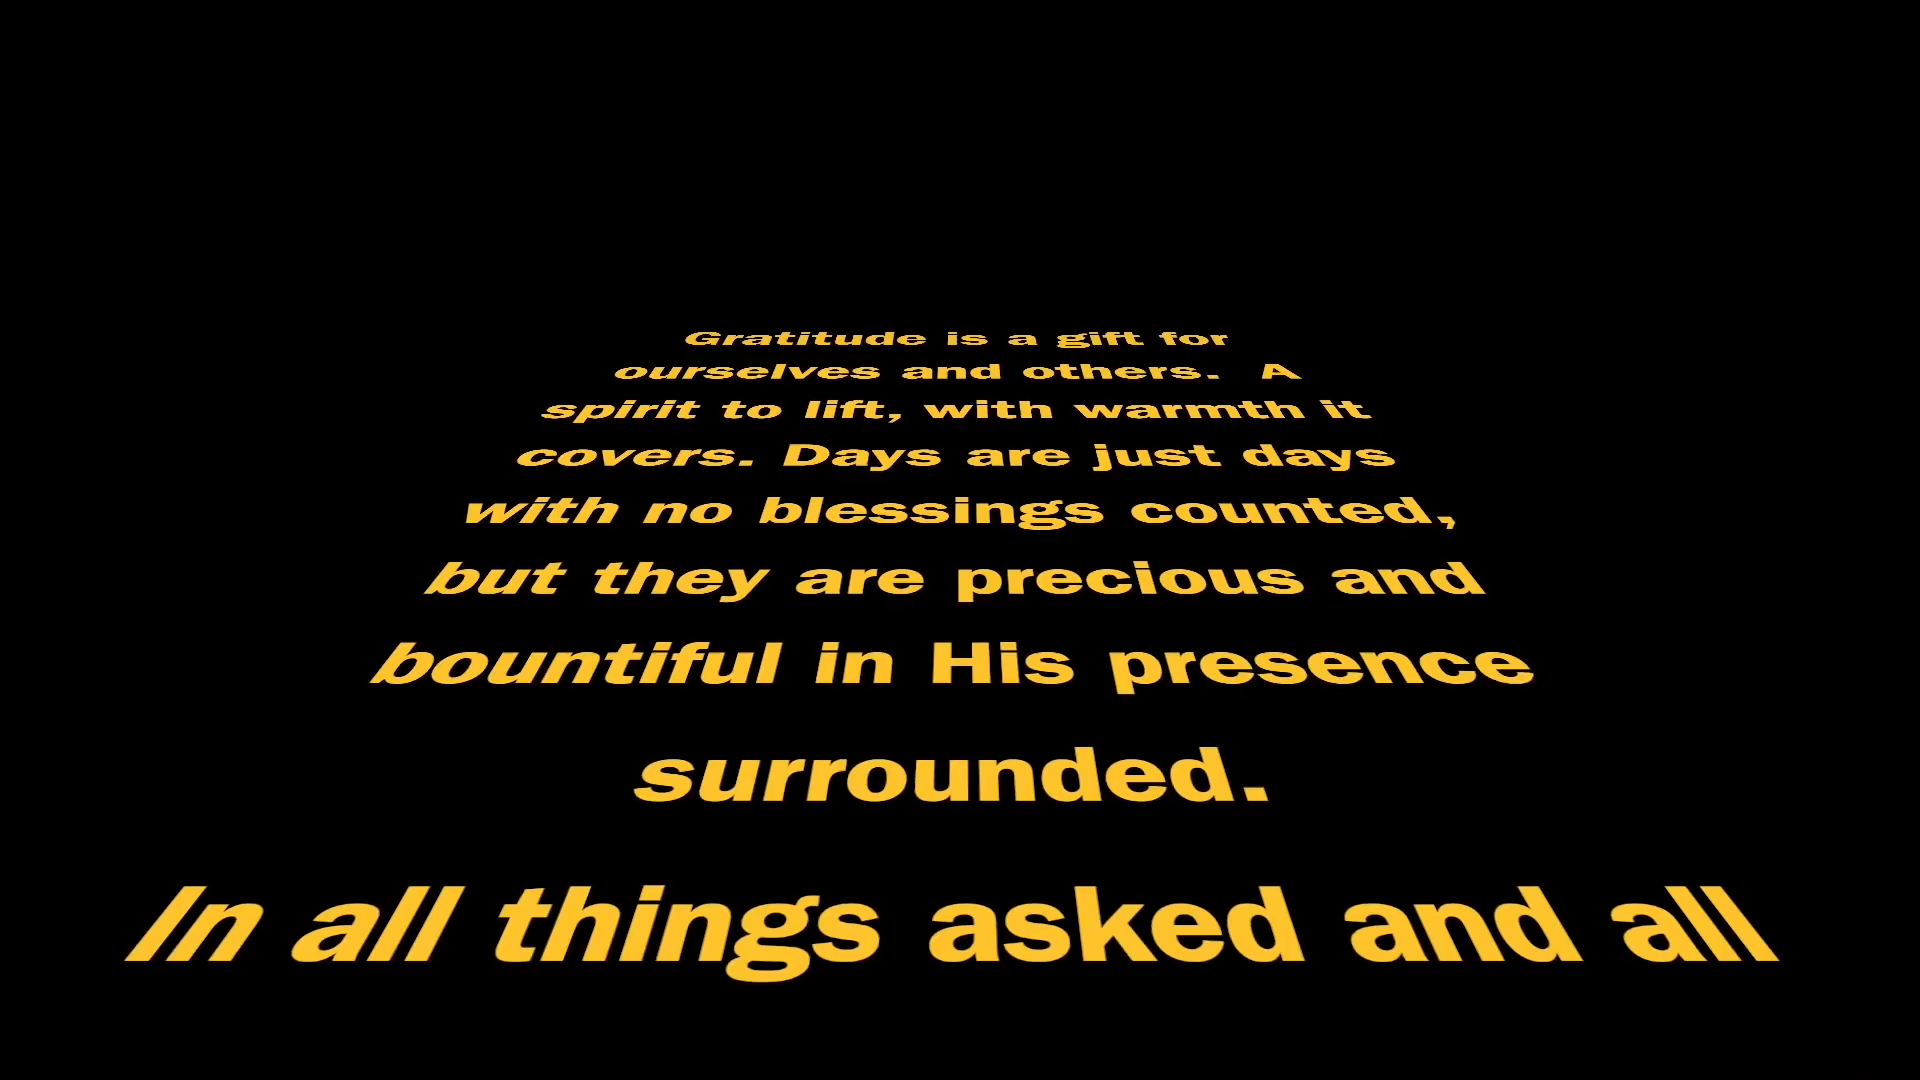 Gratitude is a gift for
ourselves and others.  A
spirit to lift, with warmth it
covers. Days are just days
with no blessings counted,
but they are precious and
bountiful in His presence
surrounded.
In all things asked and all